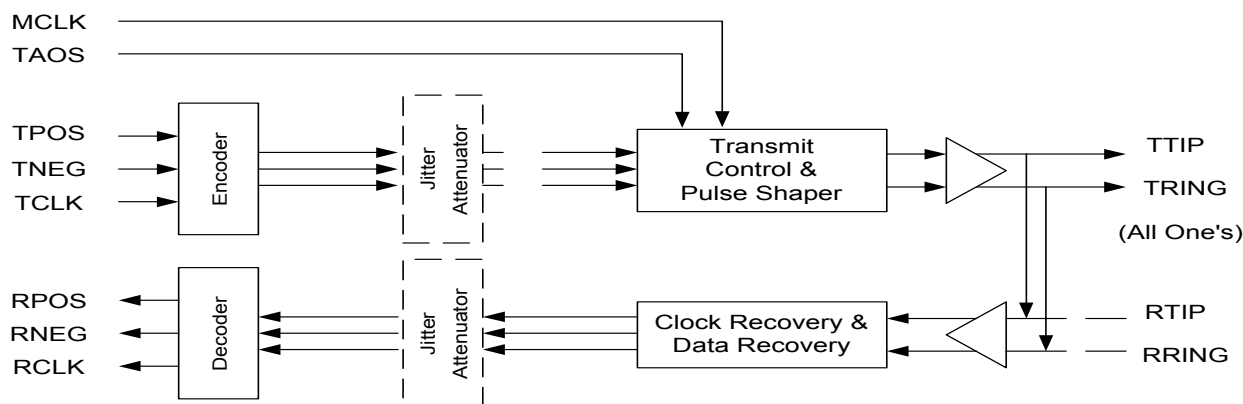 MCLK
TAOS
TPOS
TNEG
TCLK
Encoder
Jitter
Attenuator
Transmit
Control &
Pulse Shaper
TTIP
TRING
(All One's)
RPOS
RNEG
RCLK
Decoder
Jitter
Attenuator
Clock Recovery &
Data Recovery
RTIP
RRING